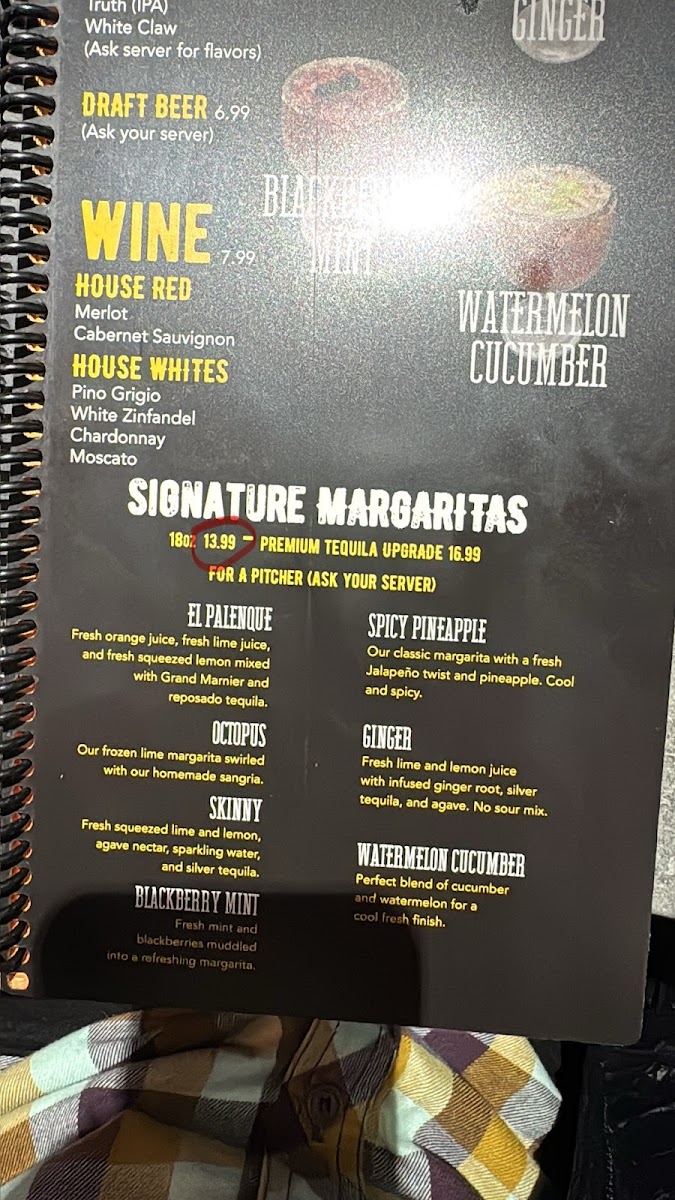 Truth (IPA)
White Claw
(Ask server for flavors)
GINGER
DRAFT BEER 6.99
(Ask your server)
MINT
WATERMELON
CUCUMBER
WINE 7.99
HOUSE RED
Merlot
Cabernet Sauvignon
HOUSE WHITES
Pino Grigio
White Zinfandel
Chardonnay
Moscato
SIGNATURE MARGARITAS
18oz 13.99 – PREMIUM TEQUILA UPGRADE 16.99
FOR A PITCHER (ASK YOUR SERVER)
EL PALENQUE
Fresh orange juice, fresh lime juice,
and fresh squeezed lemon mixed
with Grand Marnier and
reposado tequila.
OCTOPUS
Our frozen lime margarita swirled
with our homemade sangria.
SKINNY
Fresh squeezed lime and lemon,
agave nectar, sparkling water,
and silver tequila.
BLACKBERRY MINT
Fresh mint and
blackberries muddled
into a refreshing margarita.
SPICY PINEAPPLE
Our classic margarita with a fresh
Jalapeño twist and pineapple. Cool
and spicy.
GINGER
Fresh lime and lemon juice
with infused ginger root, silver
tequila, and agave. No sour mix.
WATERMELON CUCUMBER
Perfect blend of cucumber
and watermelon for a
cool fresh finish.